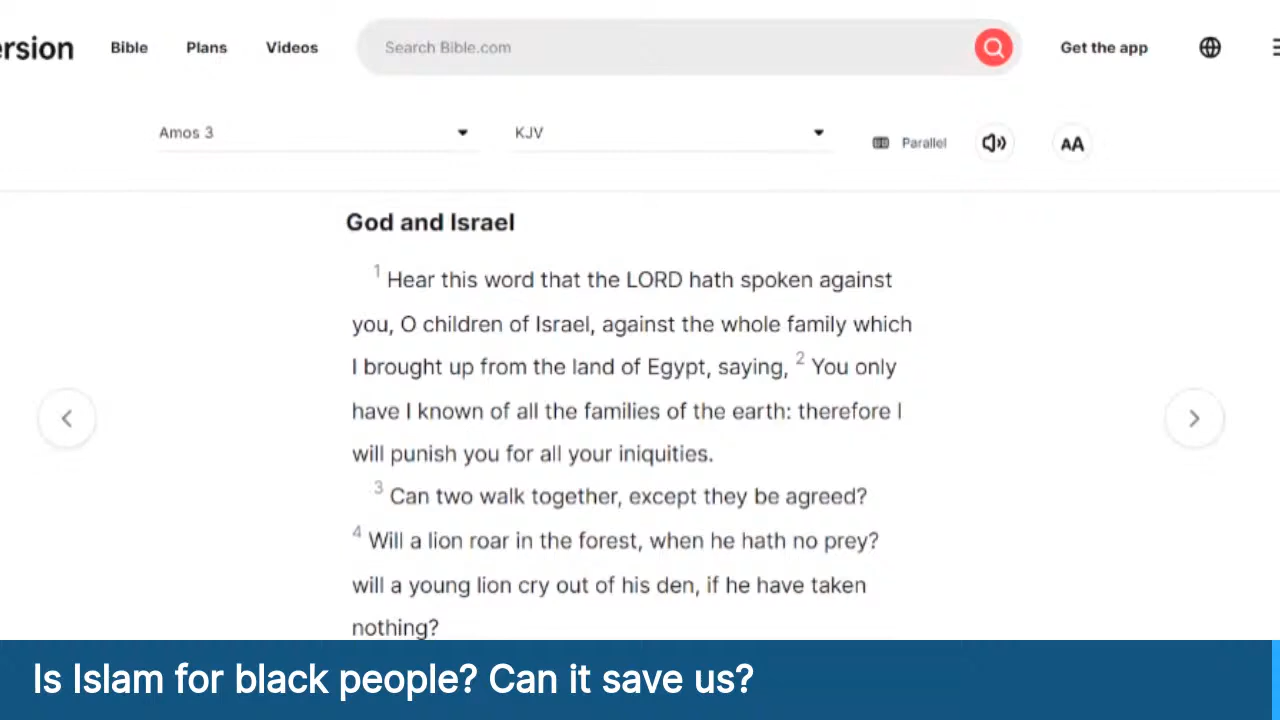 ersion Bible Plans Videos Search Bible.com Get the app
Amos 3 KJV Parallel AA
God and Israel
1 Hear this word that the LORD hath spoken against
you, O children of Israel, against the whole family which
I brought up from the land of Egypt, saying, 2 You only
have I known of all the families of the earth: therefore I
will punish you for all your iniquities.
3 Can two walk together, except they be agreed?
4 Will a lion roar in the forest, when he hath no prey?
will a young lion cry out of his den, if he have taken
nothing?
Is Islam for black people? Can it save us?